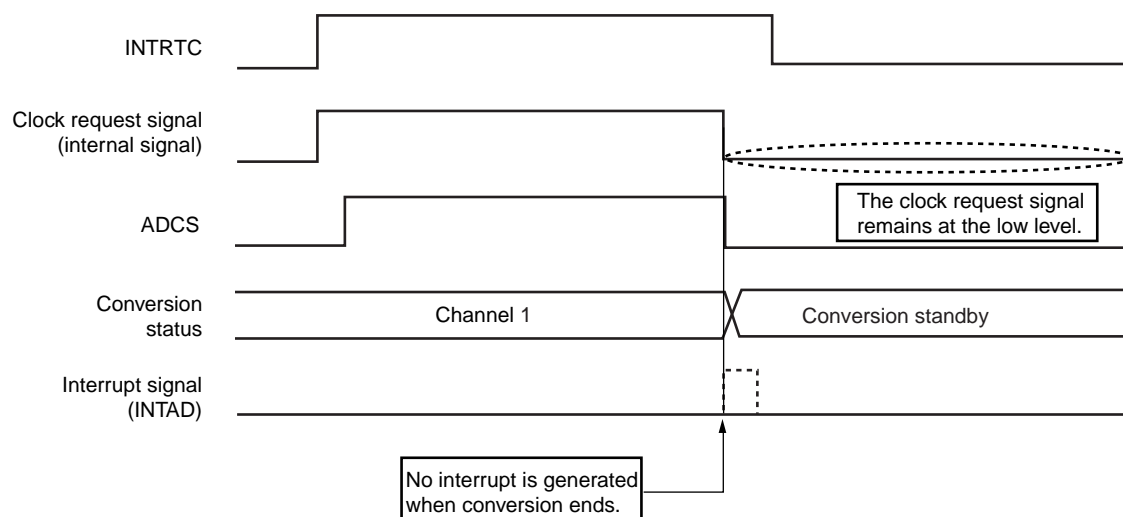 INTRTC
Clock request signal
(internal signal)
The clock request signal
remains at the low level.
ADCS
Conversion
status
Channel 1
Conversion standby
Interrupt signal
(INTAD)
No interrupt is generated
when conversion ends.